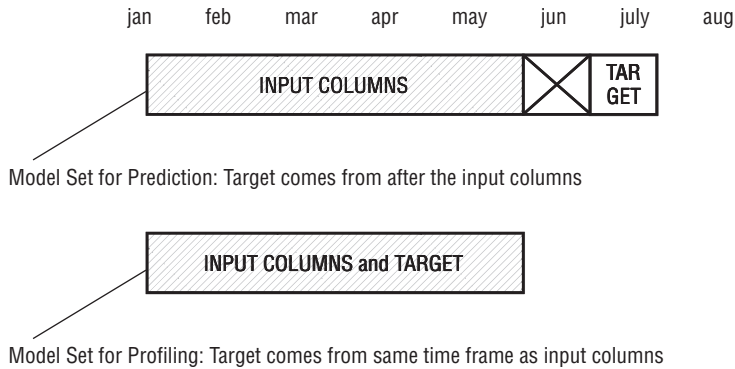 jan feb mar apr may jun july aug
INPUT COLUMNS
TAR
GET
Model Set for Prediction: Target comes from after the input columns
INPUT COLUMNS and TARGET
Model Set for Profiling: Target comes from same time frame as input columns